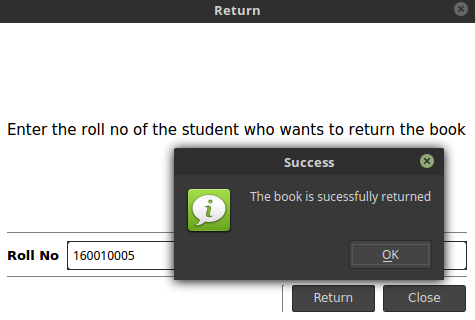 Return
Enter the roll no of the student who wants to return the book
Success
The book is sucessfully returned
OK
Roll No 160010005
Return Close